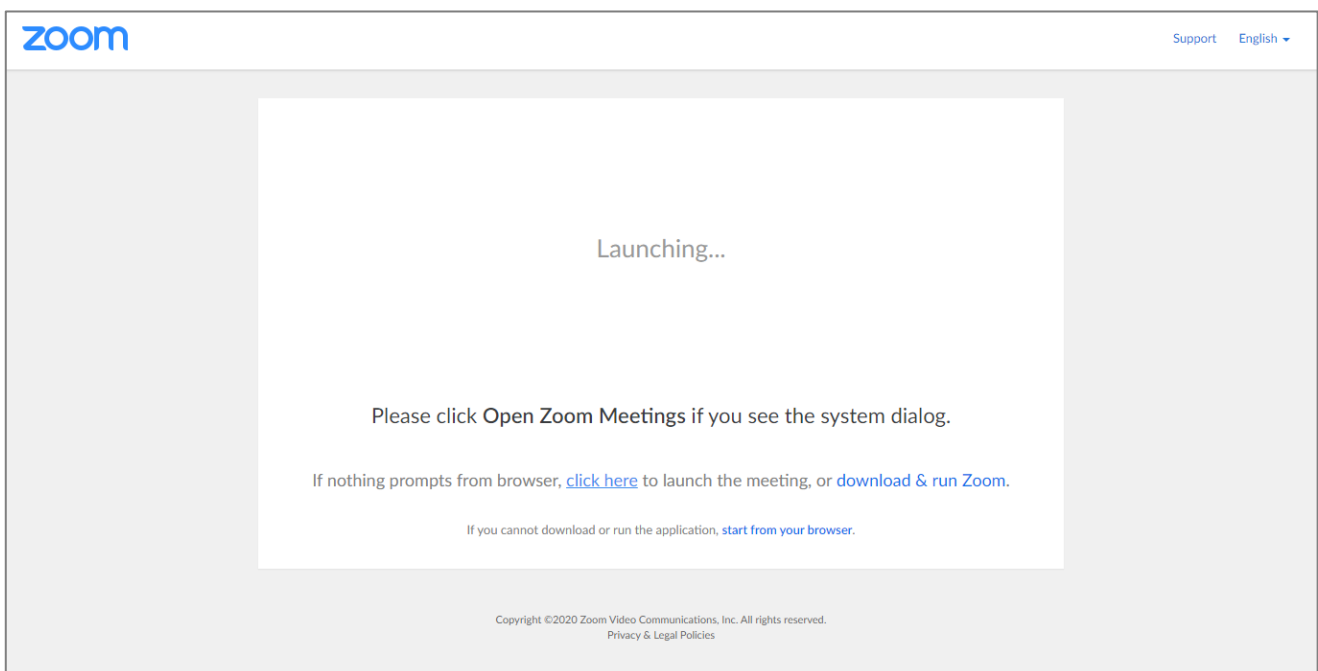 zoom
Support English
Launching...
Please click Open Zoom Meetings if you see the system dialog.
If nothing prompts from browser, click here to launch the meeting, or download & run Zoom.
If you cannot download or run the application, start from your browser.
Copyright ©2020 Zoom Video Communications, Inc. All rights reserved.
Privacy & Legal Policies